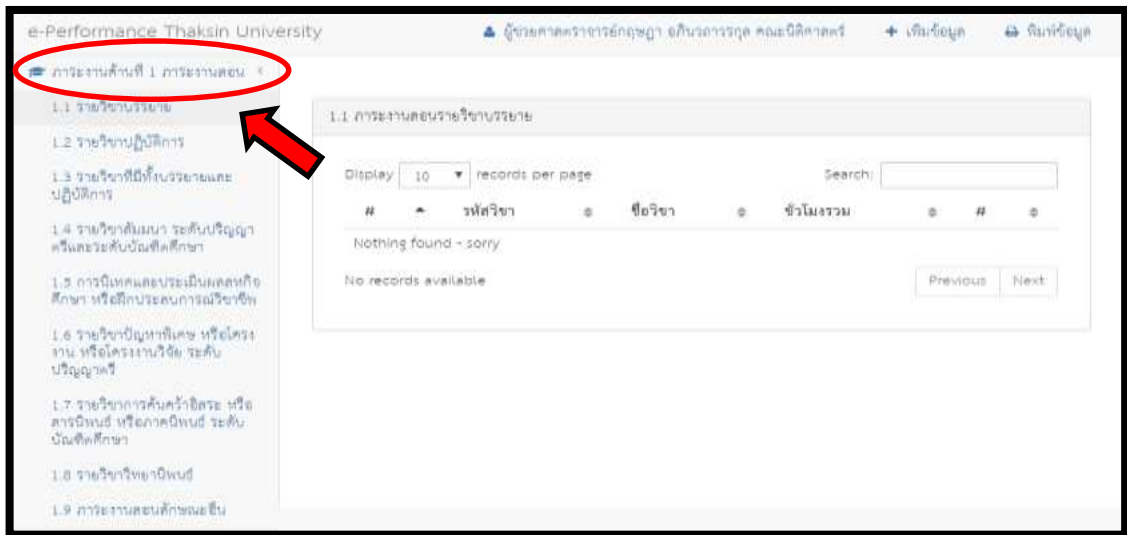 e-Performance Thaksin University
ผู้ช่วยศาสตราจารย์กฤษฎา อภินวถาวรกุล คณะนิติศาสตร์
เพิ่มข้อมูล
พิมพ์ข้อมูล
ภาระงานด้านที่ 1 ภาระงานสอน
1.1 รายวิชาบรรยาย
1.2 รายวิชาปฏิบัติการ
1.3 รายวิชาที่มีทั้งบรรยายและ
ปฏิบัติการ
1.4 รายวิชาสัมมนา ระดับปริญญา
ตรีและระดับบัณฑิตศึกษา
1.5 การนิเทศและประเมินผลสหกิจ
ศึกษา หรือฝึกประสบการณ์วิชาชีพ
1.6 รายวิชาปัญหาพิเศษ หรือโครง
งาน หรือโครงงานวิจัย ระดับ
ปริญญาตรี
1.7 รายวิชาการค้นคว้าอิสระ หรือ
สารนิพนธ์ หรือภาคนิพนธ์ ระดับ
บัณฑิตศึกษา
1.8 รายวิชาวิทยานิพนธ์
1.9 ภาระงานสอนลักษณะอื่น
1.1 ภาระงานสอนรายวิชาบรรยาย
Display 10 records per page
Search:
# รหัสวิชา ชื่อวิชา ชั่วโมงรวม #
Nothing found - sorry
No records available
Previous Next